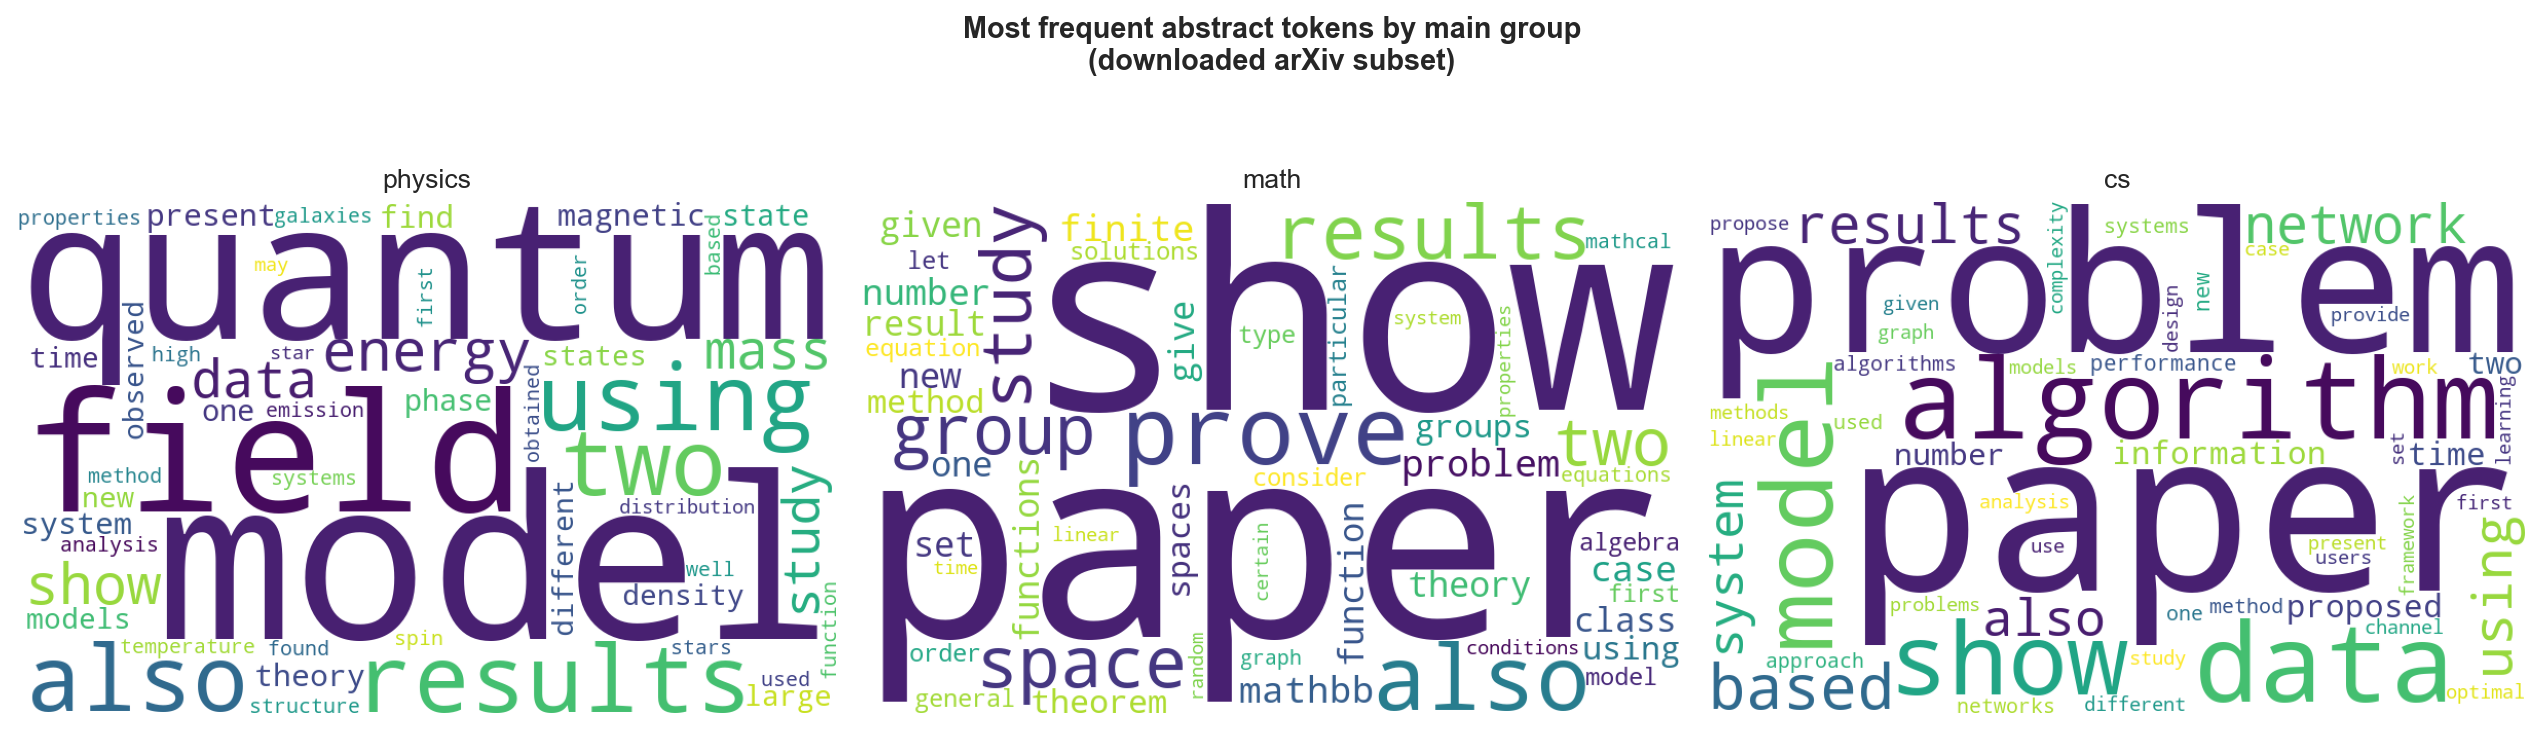 Most frequent abstract tokens by main group
(downloaded arXiv subset)
physics
properties present galaxies find magnetic based state
quantum
may first order
observed time high star energy states mass
data using
field
one emission phase obtained
two
method systems
new
system different distribution study
analysis
model
show well
models density function
also temperature found spin stars
theory results used
structure large
math
given study finite results mathcal
let solutions
show
number give type particular system properties
result
equation
new
method
group prove groups two
one consider problem equations
paper
functions spaces function
set linear certain algebra
time theory case
first
class
order space random graph also conditions using
general theorem mathbb model
cs
propose results complexity systems network
problem
case
given design new provide
graph
algorithms models performance work two
model algorithm learning
methods used
linear number information set time
paper
system analysis framework first using
use present
users
problems also one method proposed
channel
approach show study data
based optimal
networks different